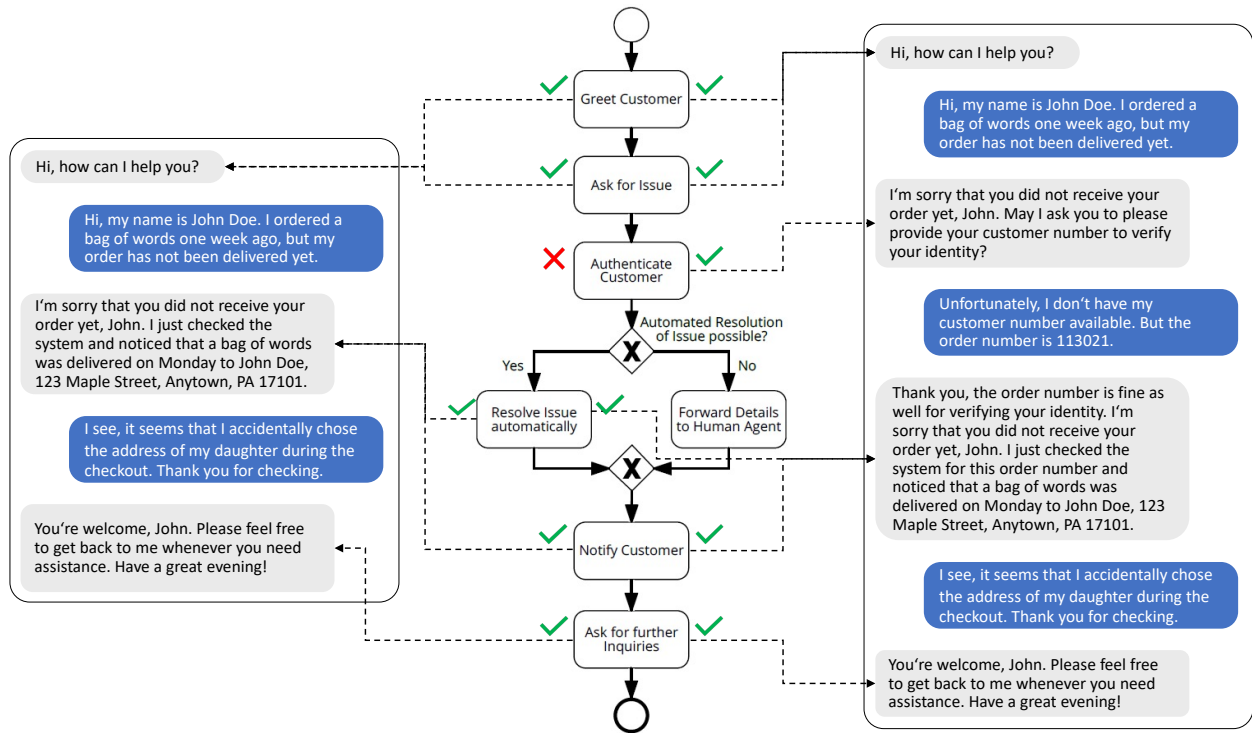 Hi, how can I help you?
Hi, my name is John Doe. I ordered a
bag of words one week ago, but my
order has not been delivered yet.
I'm sorry that you did not receive your
order yet, John. I just checked the
system and noticed that a bag of words
was delivered on Monday to John Doe,
123 Maple Street, Anytown, PA 17101.
I see, it seems that I accidentally chose
the address of my daughter during the
checkout. Thank you for checking.
You're welcome, John. Please feel free
to get back to me whenever you need
assistance. Have a great evening!
Greet Customer
Ask for Issue
Authenticate
Customer
Automated Resolution
of Issue possible?
X
Yes
No
Resolve Issue
automatically
Forward Details
to Human Agent
X
Notify Customer
Ask for further
Inquiries
Hi, how can I help you?
Hi, my name is John Doe. I ordered a
bag of words one week ago, but my
order has not been delivered yet.
I'm sorry that you did not receive your
order yet, John. May I ask you to please
provide your customer number to verify
your identity?
Unfortunately, I don't have my
customer number available. But the
order number is 113021.
Thank you, the order number is fine as
well for verifying your identity. I'm
sorry that you did not receive your
order yet, John. I just checked the
system for this order number and
noticed that a bag of words was
delivered on Monday to John Doe, 123
Maple Street, Anytown, PA 17101.
I see, it seems that I accidentally chose
the address of my daughter during the
checkout. Thank you for checking.
You're welcome, John. Please feel free
to get back to me whenever you need
assistance. Have a great evening!